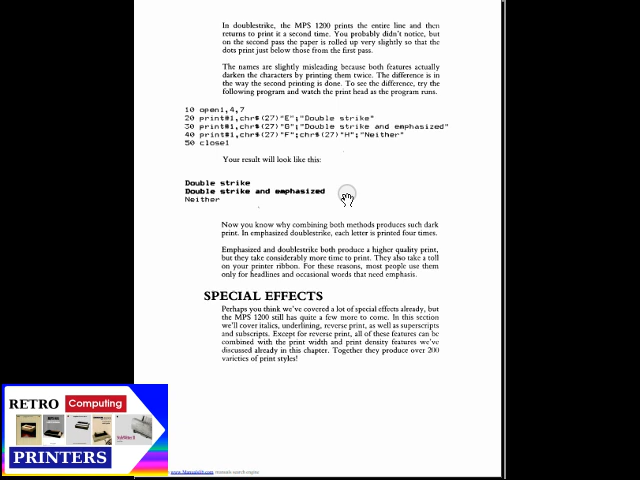 In doublestrike, the MPS 1200 prints the entire line and then
returns to print it a second time. You probably didn't notice, but
on the second pass the paper is rolled up very slightly so that the
dots print just below those from the first pass.
The names are slightly misleading because both features actually
darken the characters by printing them twice. The difference is in
the way the second printing is done. To see the difference, try the
following program and watch the print head as the program runs.
10 open1,4,7
20 print#1,chr$(27)"E";"Double strike"
30 print#1,chr$(27)"G";"Double strike and emphasized"
40 print#1,chr$(27)"F";chr$(27)"H";"Neither"
50 close1
Your result will look like this:
Double strike
Double strike and emphasized
Neither
Now you know why combining both methods produces such dark
print. In emphasized doublestrike, each letter is printed four times.
Emphasized and doublestrike both produce a higher quality print,
but they take considerably more time to print. They also take a toll
on your printer ribbon. For these reasons, most people use them
only for headlines and occasional words that need emphasis.
SPECIAL EFFECTS
Perhaps you think we've covered a lot of special effects already, but
the MPS 1200 still has quite a few more to come. In this section
we'll cover italics, underlining, reverse print, as well as superscripts
and subscripts. Except for reverse print, all of these features can be
combined with the print width and print density features we've
discussed already in this chapter. Together they produce over 200
varieties of print styles!
RETRO Computing
PRINTERS